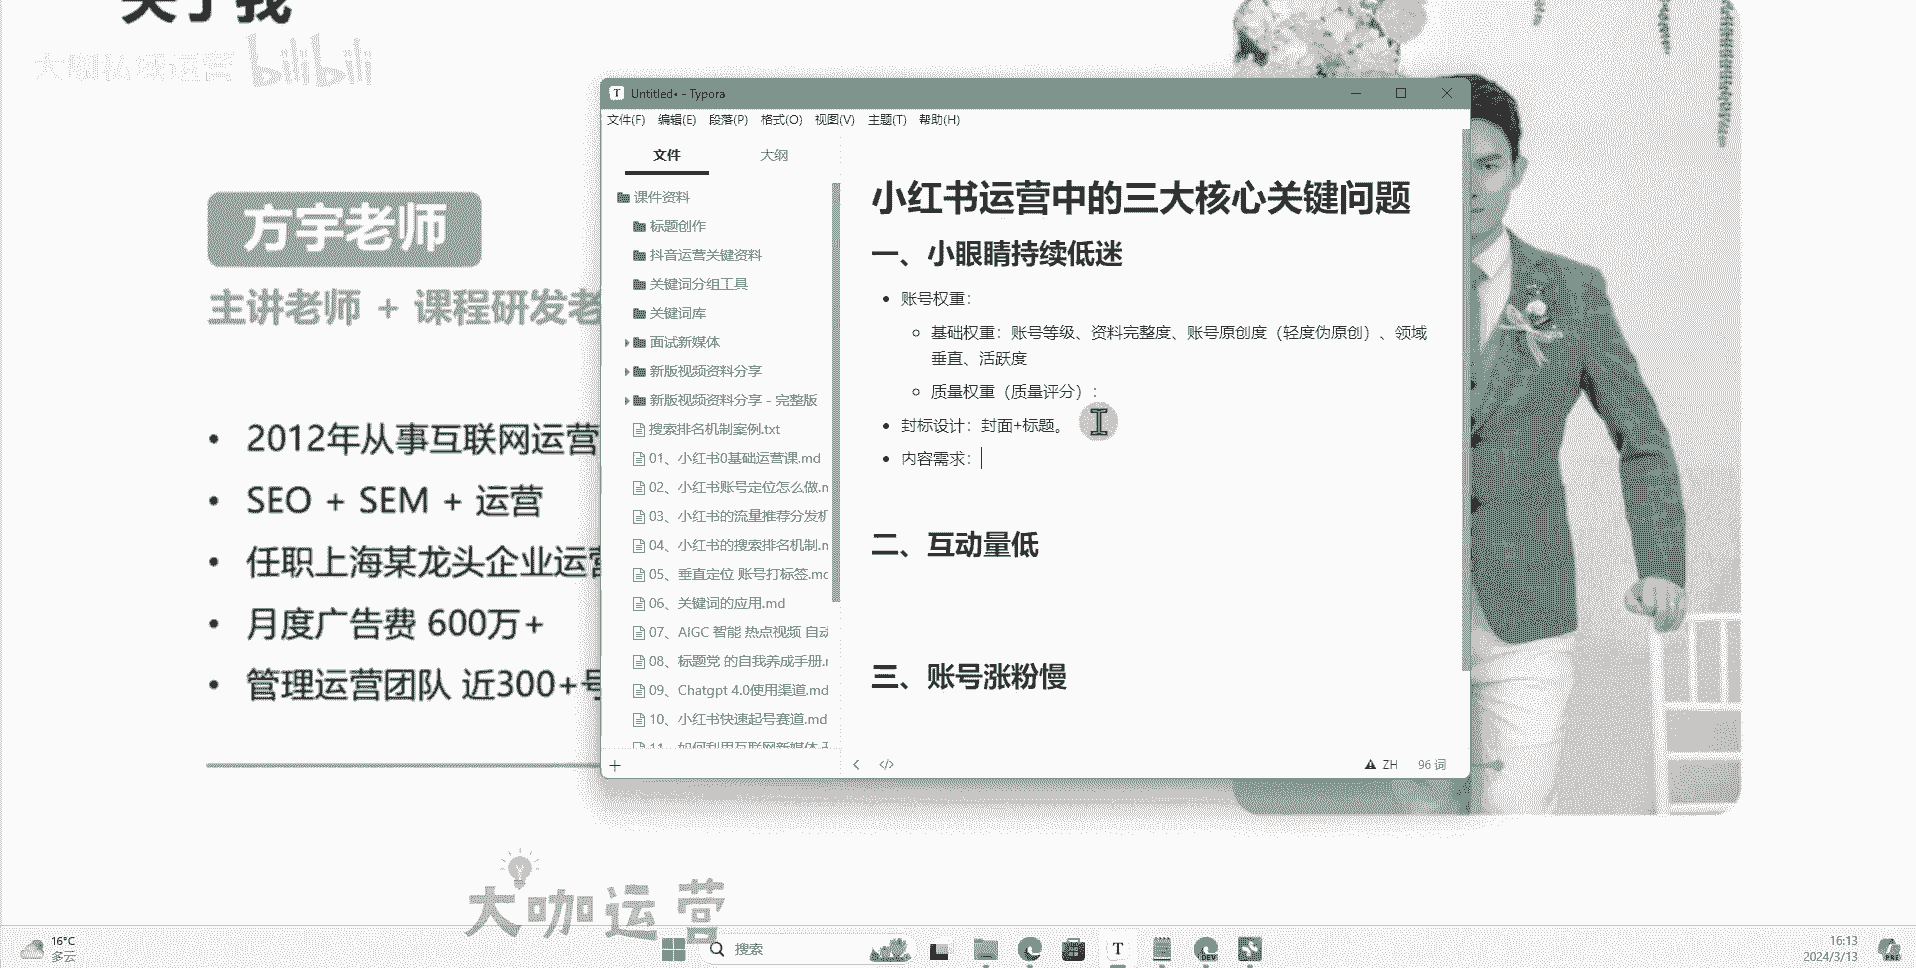 关于我
大咖私域运营 bilibili
方宇老师
主讲老师 + 课程研发老
2012年从事互联网运营
SEO + SEM + 运营
任职上海某龙头企业运营
月度广告费 600万+
管理运营团队 近300+号
Untitled• - Typora
文件(F) 编辑(E) 段落(P) 格式(O) 视图(V) 主题(T) 帮助(H)
文件 大纲
课件资料
标题创作
抖音运营关键资料
关键词分组工具
关键词库
面试新媒体
新版视频资料分享
新版视频资料分享 - 完整版
搜索排名机制案例.txt
01、小红书0基础运营课.md
02、小红书账号定位怎么做.m
03、小红书的流量推荐分发机
04、小红书的搜索排名机制.m
05、垂直定位 账号打标签.md
06、关键词的应用.md
07、AIGC 智能 热点视频 自动
08、标题党 的自我养成手册.m
09、Chatgpt 4.0使用渠道.md
10、小红书快速起号赛道.md
11、如何利用互联网新媒体
小红书运营中的三大核心关键问题
一、小眼睛持续低迷
账号权重：
基础权重：账号等级、资料完整度、账号原创度（轻度伪原创）、领域
垂直、活跃度
质量权重（质量评分）：
封标设计：封面+标题。
内容需求：
二、互动量低
三、账号涨粉慢
ZH 96 词
大咖运营
16°C
多云
搜索
T
DEV
16:13
2024/3/13
PRE